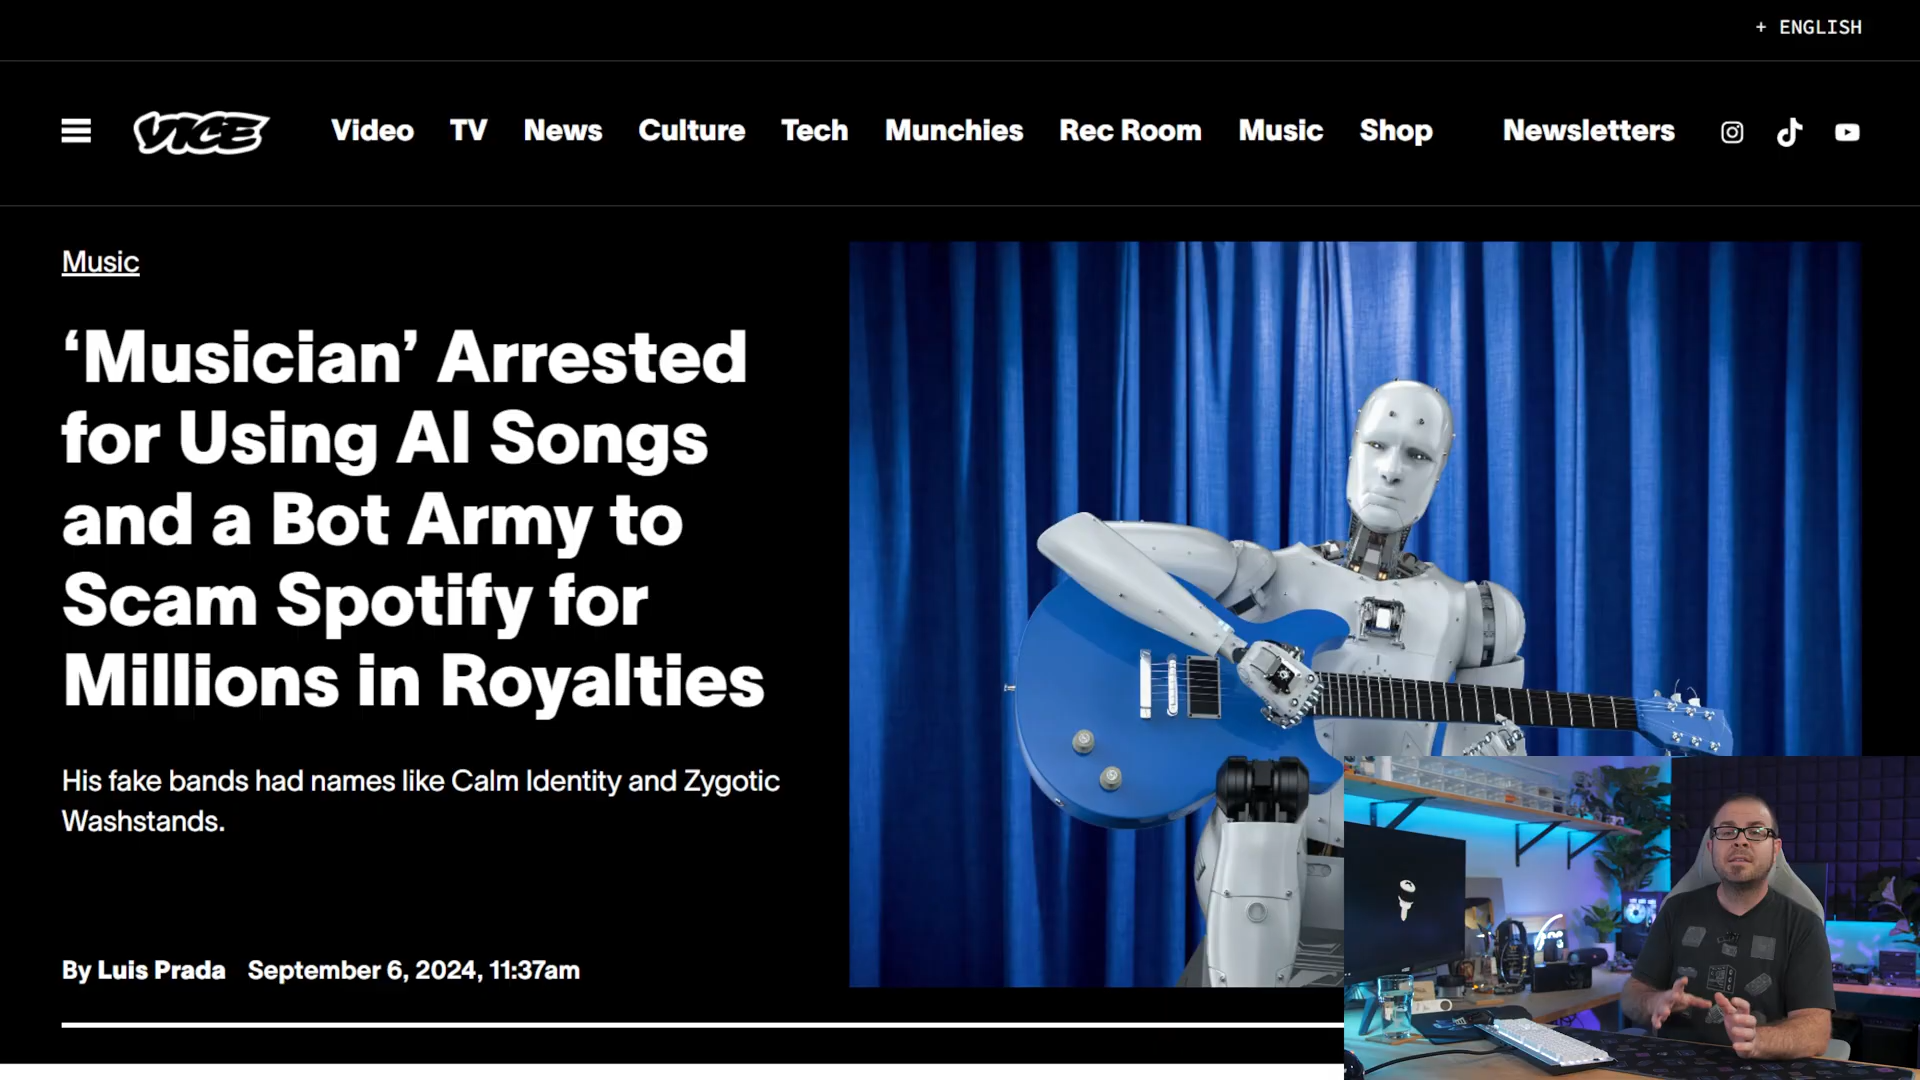 + ENGLISH
VICE
Video TV News Culture Tech Munchies Rec Room Music Shop Newsletters
Music
‘Musician’ Arrested
for Using AI Songs
and a Bot Army to
Scam Spotify for
Millions in Royalties
His fake bands had names like Calm Identity and Zygotic
Washstands.
By Luis Prada September 6, 2024, 11:37am